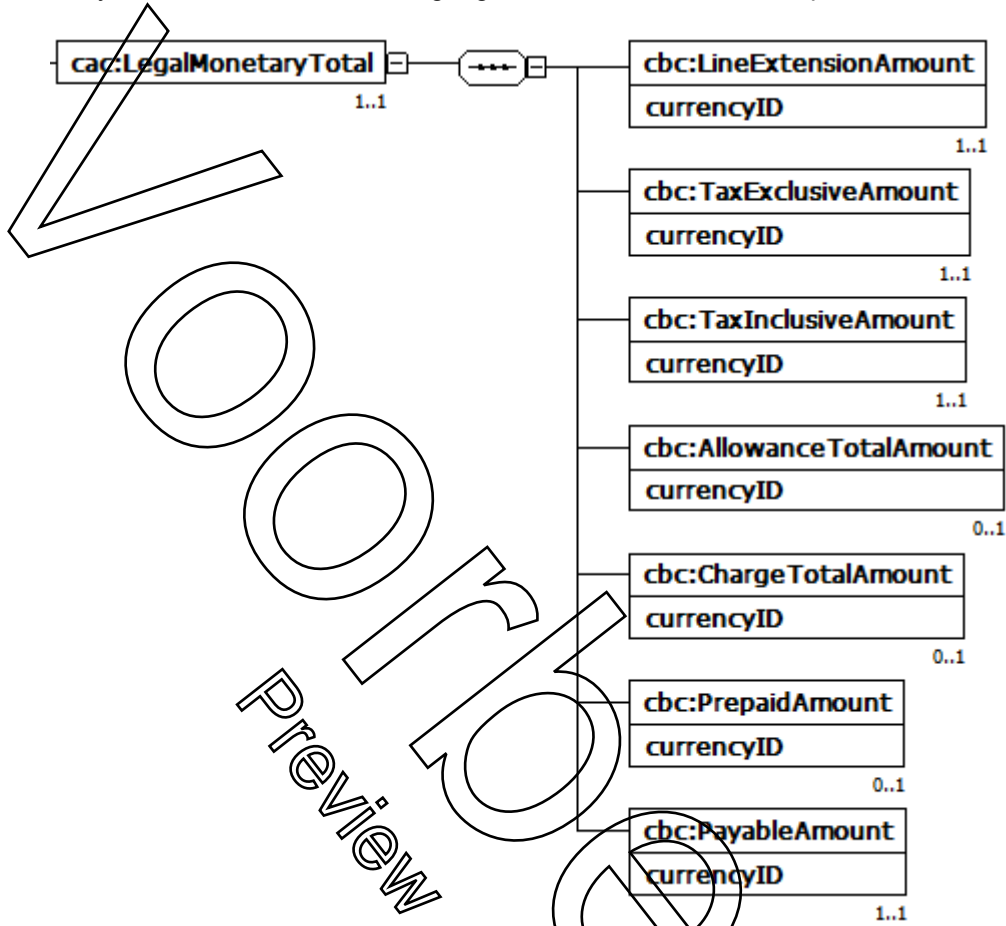 cac:LegalMonetaryTotal
1..1
cbc:LineExtensionAmount
currencyID
1..1
cbc:TaxExclusiveAmount
currencyID
1..1
cbc:TaxInclusiveAmount
currencyID
1..1
cbc:AllowanceTotalAmount
currencyID
0..1
cbc:ChargeTotalAmount
currencyID
0..1
cbc:PrepaidAmount
currencyID
0..1
cbc:PayableAmount
currencyID
1..1
Voorbe
Preview